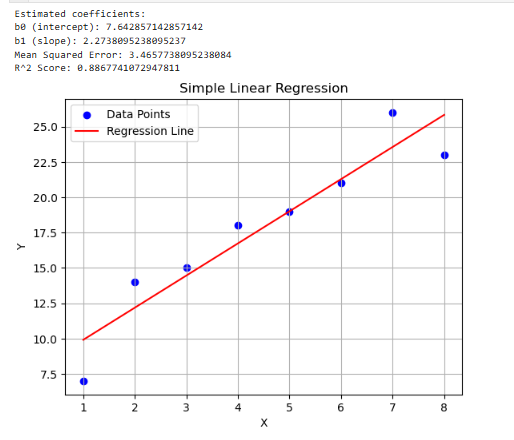 Estimated coefficients:
b0 (intercept): 7.642857142857142
b1 (slope): 2.2738095238095237
Mean Squared Error: 3.4657738095238084
R^2 Score: 0.8867741072947811
Simple Linear Regression
Data Points
Regression Line
25.0
22.5
20.0
17.5
15.0
12.5
10.0
7.5
Y
1 2 3 4 5 6 7 8
X